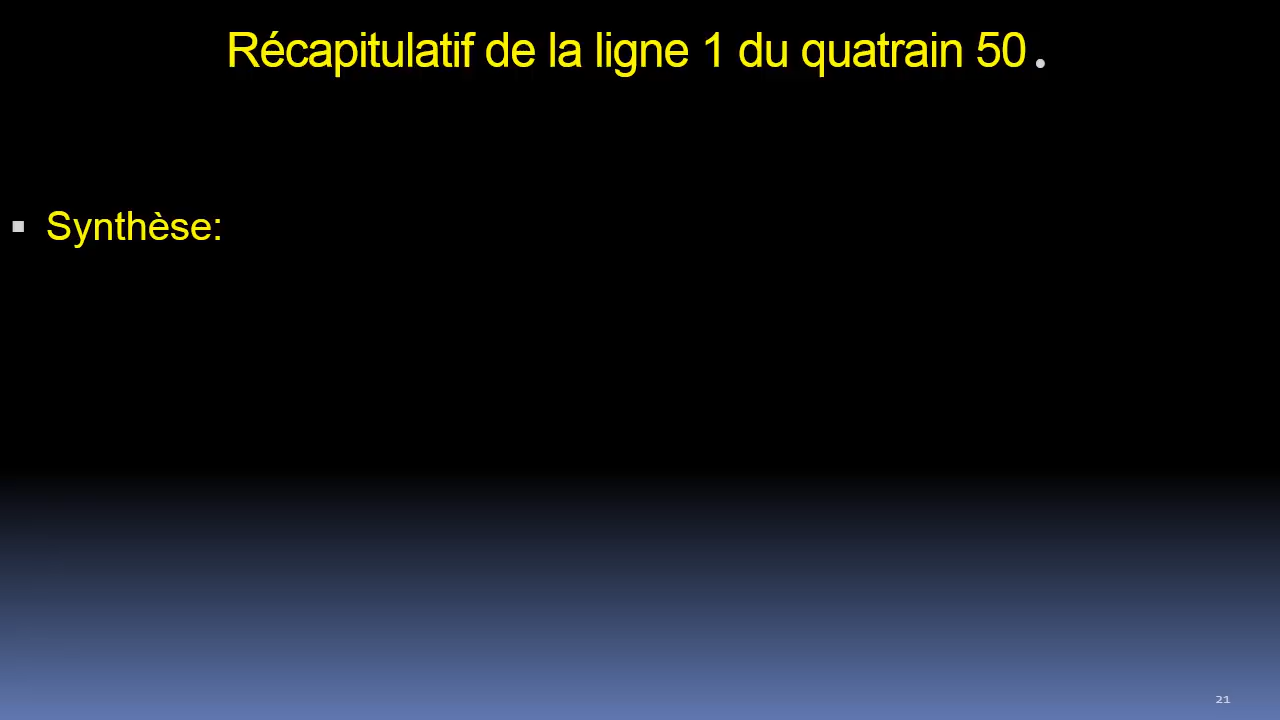 Récapitulatif de la ligne 1 du quatrain 50.
▪ Synthèse:
21